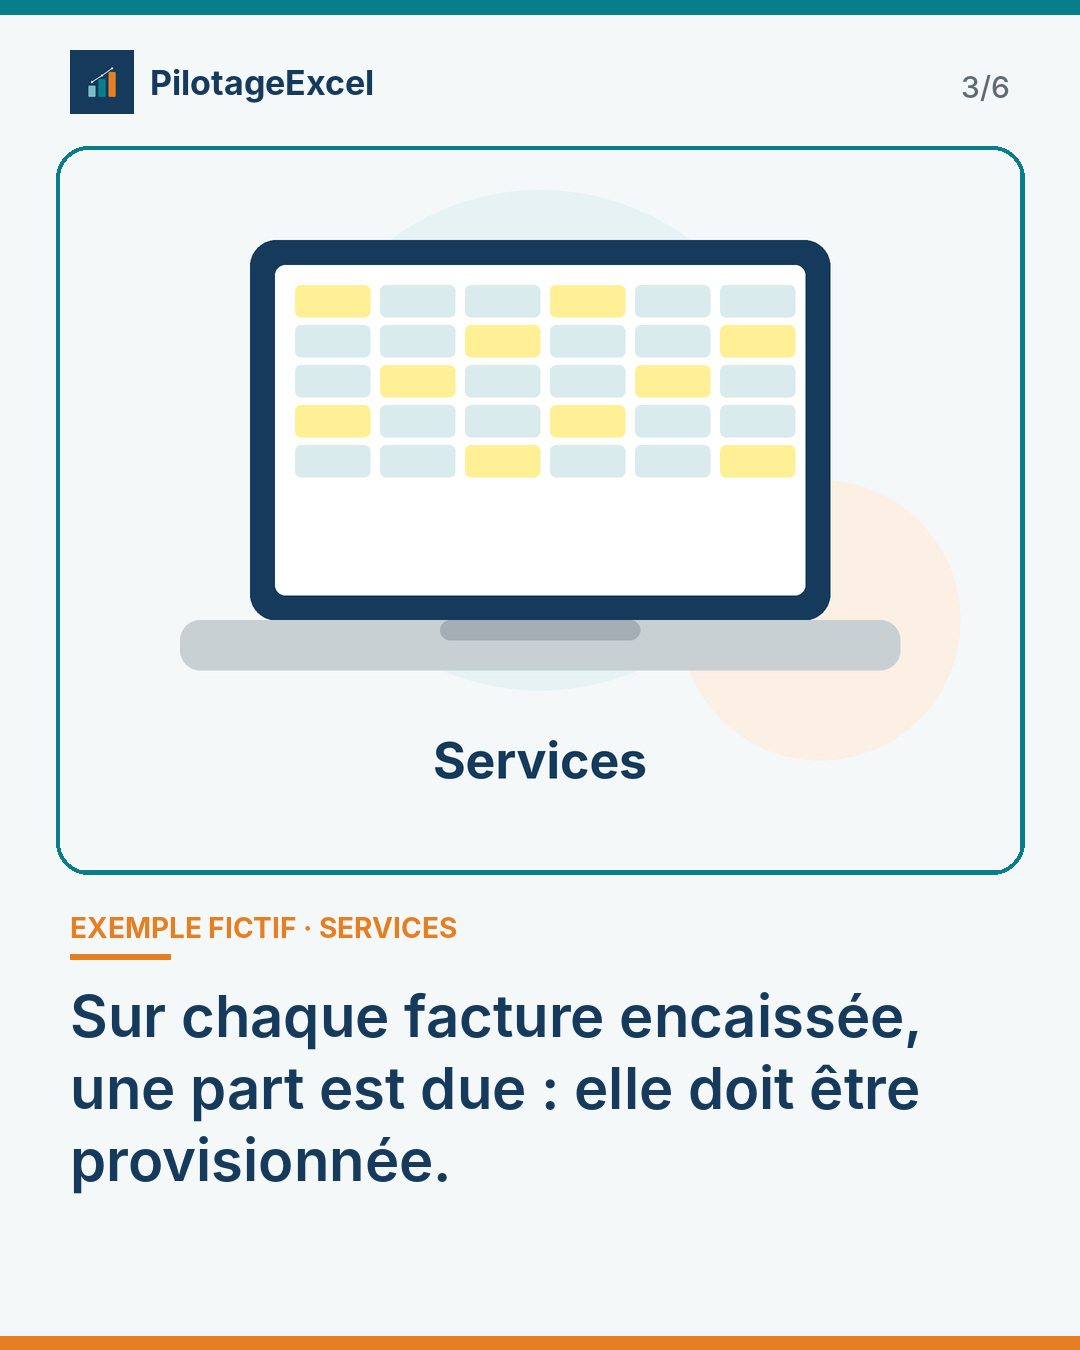 PilotageExcel
3/6
Services
EXEMPLE FICTIF · SERVICES
Sur chaque facture encaissée,
une part est due : elle doit être
provisionnée.